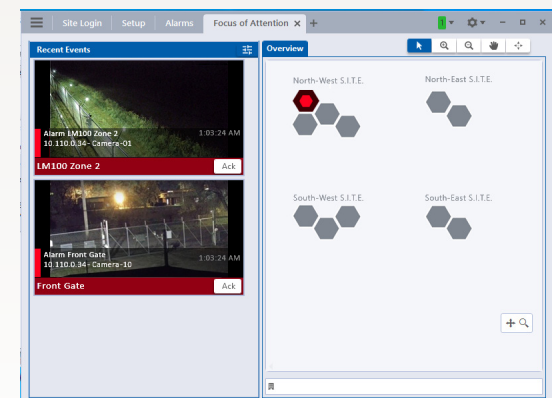 Site Login
Setup
Alarms
Focus of Attention
1
Recent Events
Overview
Alarm LM100 Zone 2
1:03:24 AM
10.110.0.34- Camera-01
LM100 Zone 2
Ack
Alarm Front Gate
1:03:24 AM
10.110.0.34- Camera-10
Front Gate
Ack
North-West S.I.T.E.
North-East S.I.T.E.
South-West S.I.T.E.
South-East S.I.T.E.